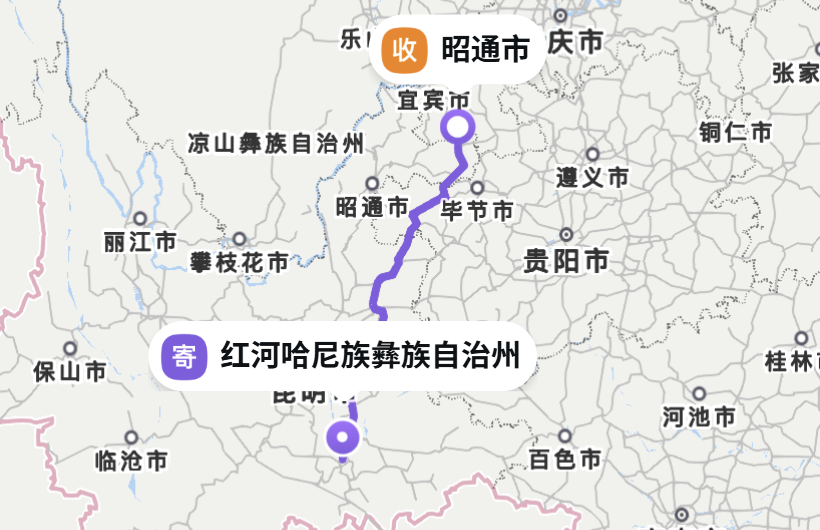 收 昭通市
庆市
张家
宜宾市
铜仁市
凉山彝族自治州
遵义市
昭通市
毕节市
丽江市
攀枝花市
贵阳市
寄 红河哈尼族彝族自治州
保山市
桂林市
昆明市
河池市
临沧市
百色市